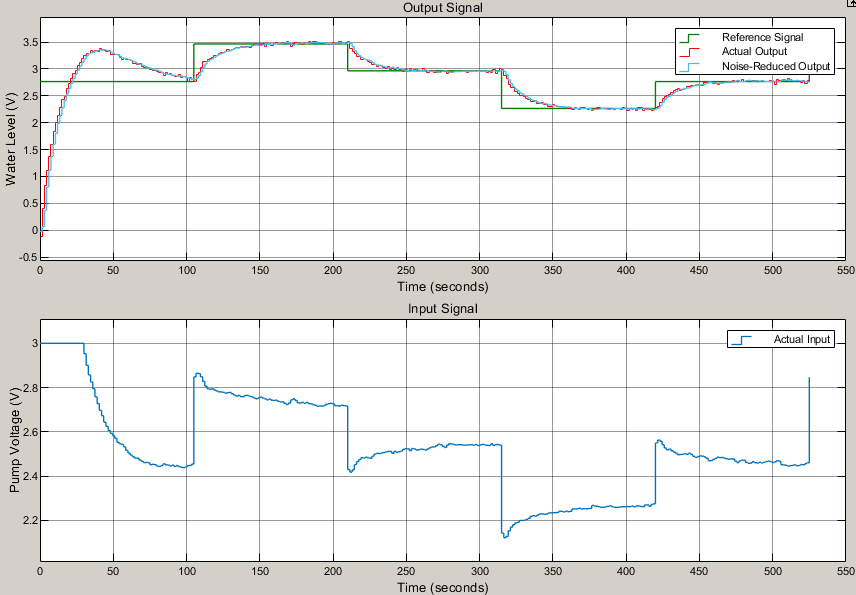 Output Signal
Reference Signal
Actual Output
Noise-Reduced Output
Water Level (V)
3.5
3
2.5
2
1.5
1
0.5
0
-0.5
0 50 100 150 200 250 300 350 400 450 500 550
Time (seconds)
Input Signal
Actual Input
Pump Voltage (V)
3
2.8
2.6
2.4
2.2
0 50 100 150 200 250 300 350 400 450 500 550
Time (seconds)